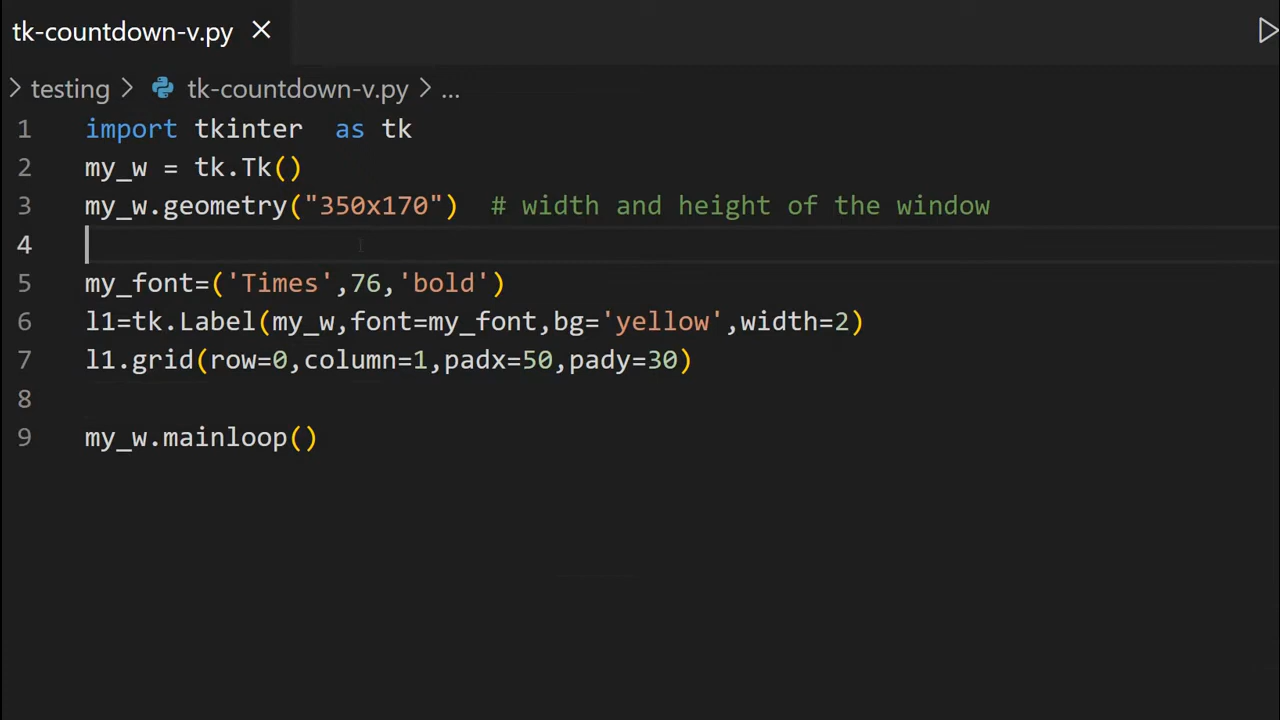 tk-countdown-v.py
testing > tk-countdown-v.py > ...
1 import tkinter  as tk
2 my_w = tk.Tk()
3 my_w.geometry("350x170")  # width and height of the window
4
5 my_font=('Times',76,'bold')
6 l1=tk.Label(my_w,font=my_font,bg='yellow',width=2)
7 l1.grid(row=0,column=1,padx=50,pady=30)
8
9 my_w.mainloop()